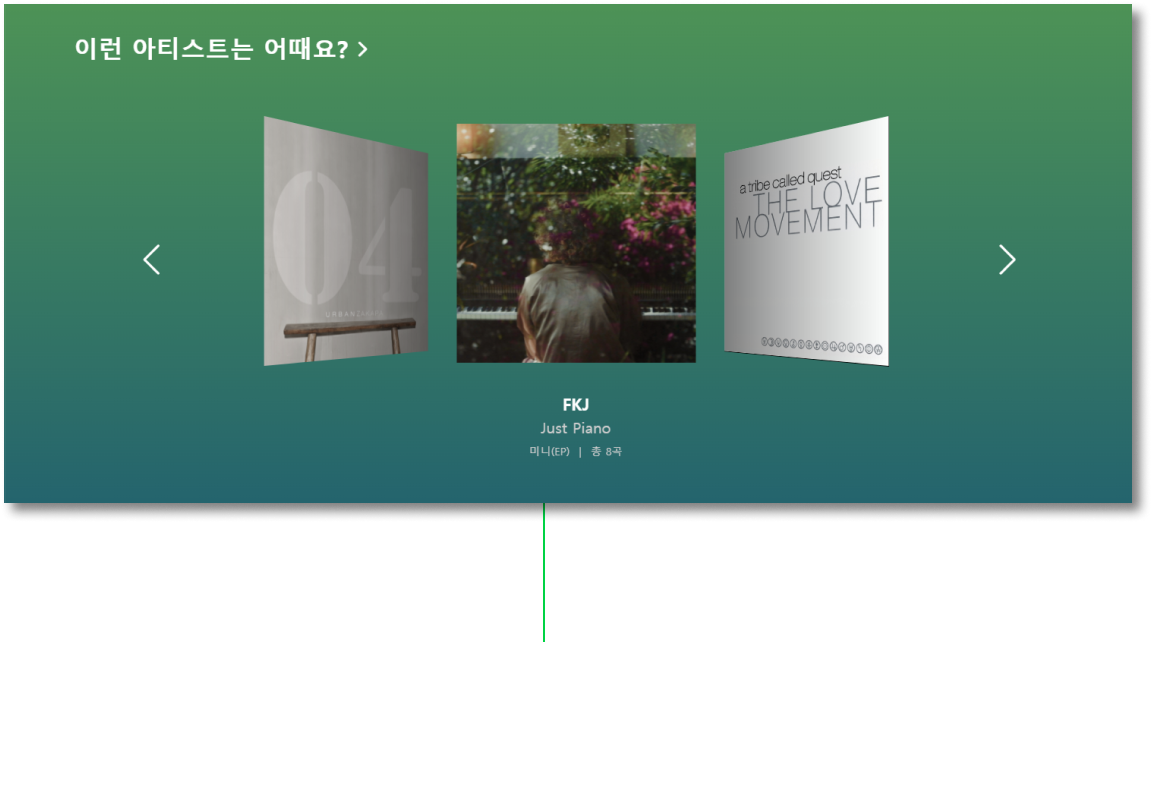 이런 아티스트는 어때요? >
04
URBAN
a tribe called quest
THE LOVE
MOVEMENT
FKJ
Just Piano
미니(EP) | 총 8곡